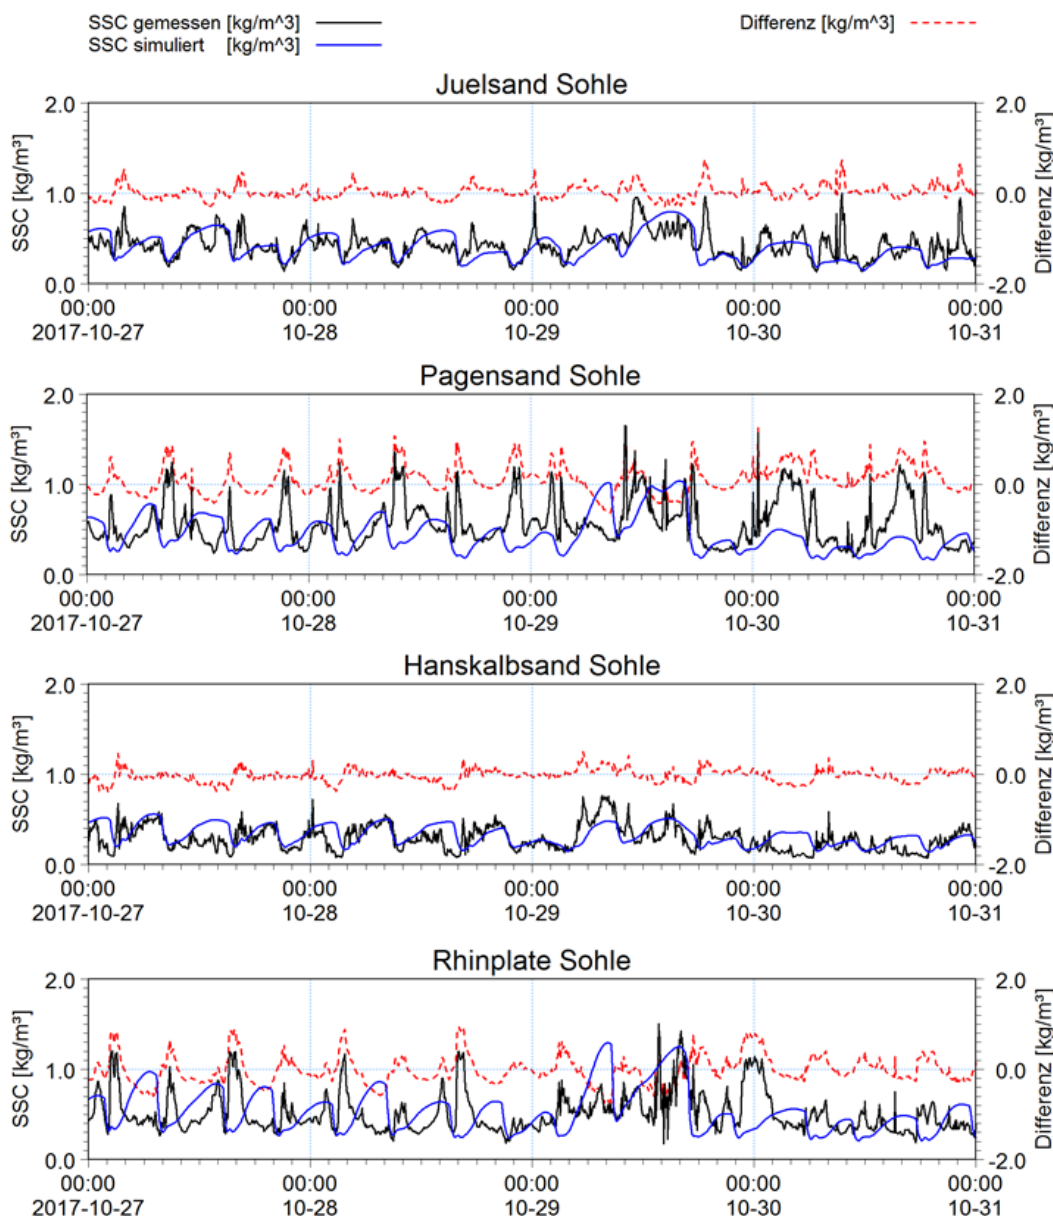 SSC gemessen [kg/m^3]
SSC simuliert [kg/m^3]
Differenz [kg/m^3]
Juelsand Sohle
2.0
1.0
0.0
SSC [kg/m³]
2.0
0.0
-2.0
Differenz [kg/m³]
00:00 00:00 00:00 00:00 00:00
2017-10-27 10-28 10-29 10-30 10-31
Pagensand Sohle
2.0
1.0
0.0
SSC [kg/m³]
2.0
0.0
-2.0
Differenz [kg/m³]
00:00 00:00 00:00 00:00 00:00
2017-10-27 10-28 10-29 10-30 10-31
Hanskalbsand Sohle
2.0
1.0
0.0
SSC [kg/m³]
2.0
0.0
-2.0
Differenz [kg/m³]
00:00 00:00 00:00 00:00 00:00
2017-10-27 10-28 10-29 10-30 10-31
Rhinplate Sohle
2.0
1.0
0.0
SSC [kg/m³]
2.0
0.0
-2.0
Differenz [kg/m³]
00:00 00:00 00:00 00:00 00:00
2017-10-27 10-28 10-29 10-30 10-31